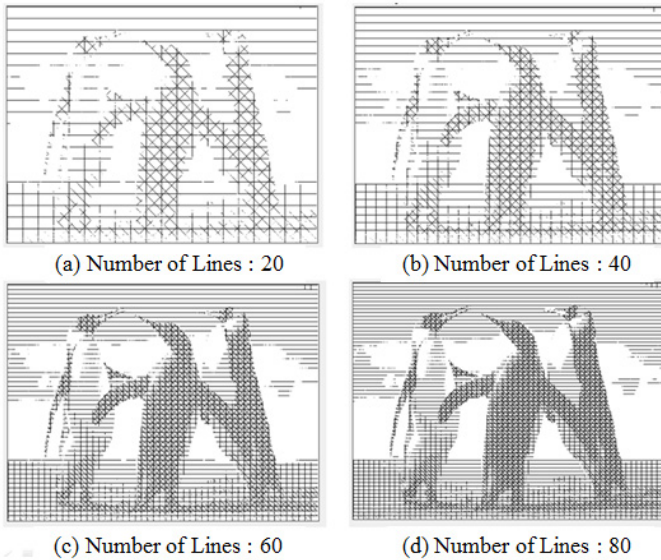 (a) Number of Lines : 20
(b) Number of Lines : 40
(c) Number of Lines : 60
(d) Number of Lines : 80